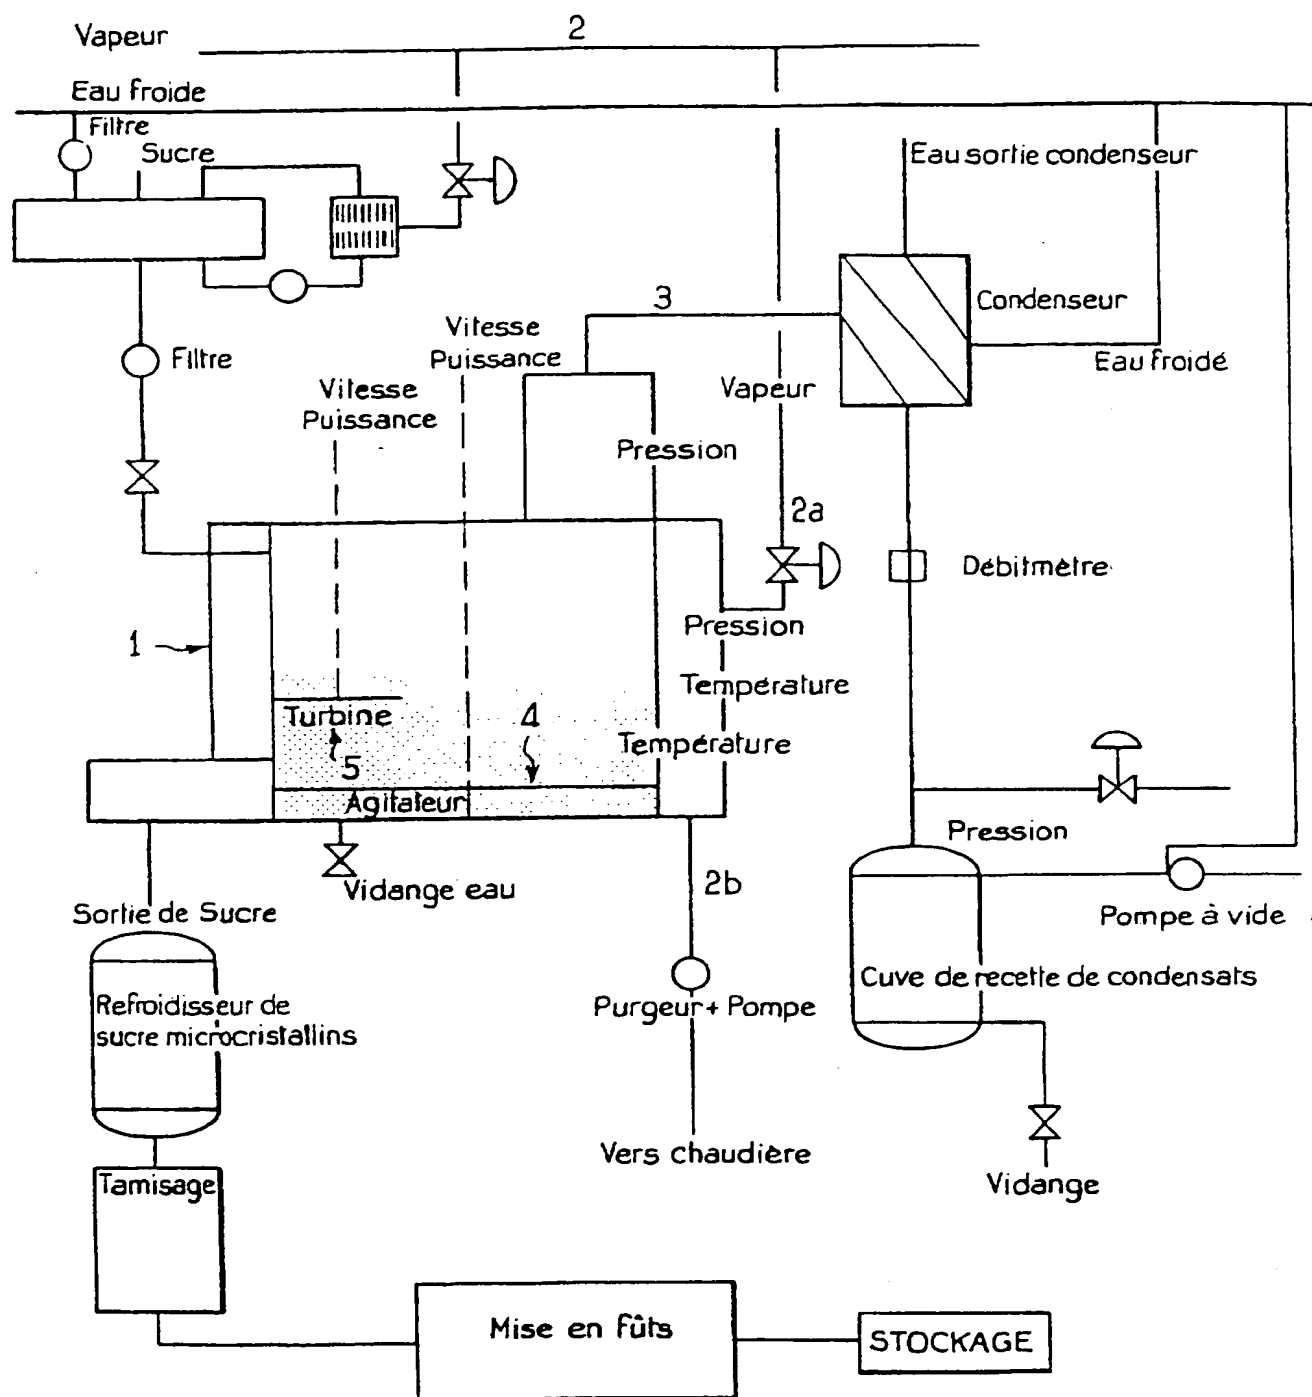 2
Vapeur
Eau froide
Filtre
Sucre
Eau sortie condenseur
3
Condenseur
Vitesse
Puissance
Filtre
Eau froidé
Vitesse
Puissance
Vapeur
Pression
2a
Débitmètre
1
Pression
Température
Turbine
4
Température
5
Agitateur
Pression
Vidange eau
2b
Sortie de Sucre
Pompe à vide
Cuve de recette de condensats
Refroidisseur de
sucre microcristallins
Purgeur + Pompe
Vers chaudière
Tamisage
Vidange
Mise en fûts
STOCKAGE